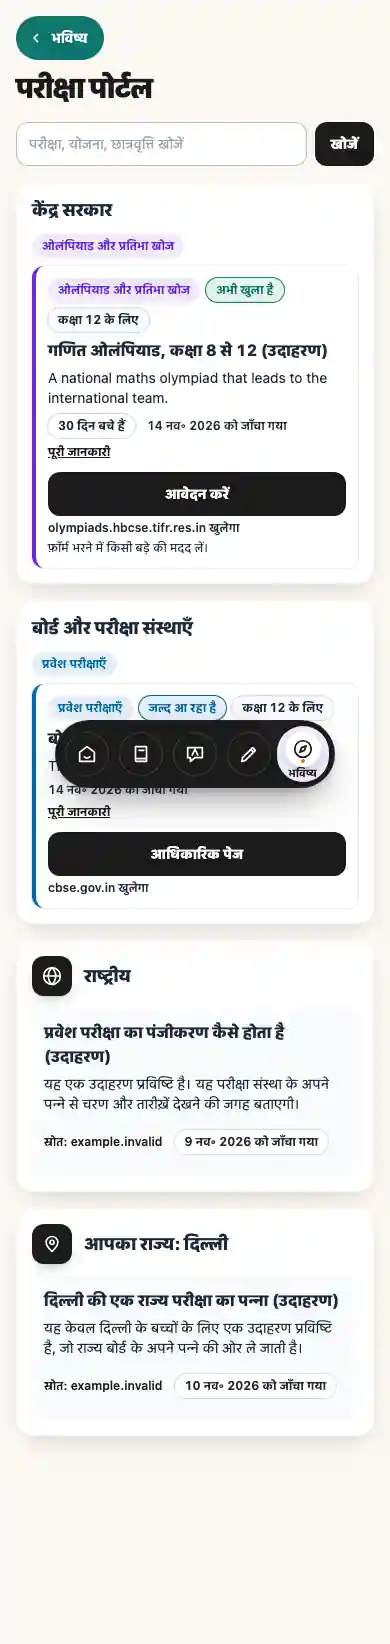 भविष्य
परीक्षा पोर्टल
परीक्षा, योजना, छात्रवृत्ति खोजें
खोजें
केंद्र सरकार
ओलंपियाड और प्रतिभा खोज
ओलंपियाड और प्रतिभा खोज
अभी खुला है
कक्षा 12 के लिए
गणित ओलंपियाड, कक्षा 8 से 12 (उदाहरण)
A national maths olympiad that leads to the
international team.
30 दिन बचे हैं
14 नव॰ 2026 को जाँचा गया
पूरी जानकारी
आवेदन करें
olympiads.hbcse.tifr.res.in खुलेगा
फ़ॉर्म भरने में किसी बड़े की मदद लें।
बोर्ड और परीक्षा संस्थाएँ
प्रवेश परीक्षाएँ
प्रवेश परीक्षाएँ
जल्द आ रहा है
कक्षा 12 के लिए
भविष्य
14 नव॰ 2026 को जाँचा गया
पूरी जानकारी
आधिकारिक पेज
cbse.gov.in खुलेगा
राष्ट्रीय
प्रवेश परीक्षा का पंजीकरण कैसे होता है
(उदाहरण)
यह एक उदाहरण प्रविष्टि है। यह परीक्षा संस्था के अपने
पन्ने से चरण और तारीख़ें देखने की जगह बताएगी।
स्रोत: example.invalid
9 नव॰ 2026 को जाँचा गया
आपका राज्य: दिल्ली
दिल्ली की एक राज्य परीक्षा का पन्ना (उदाहरण)
यह केवल दिल्ली के बच्चों के लिए एक उदाहरण प्रविष्टि
है, जो राज्य बोर्ड के अपने पन्ने की ओर ले जाती है।
स्रोत: example.invalid
10 नव॰ 2026 को जाँचा गया